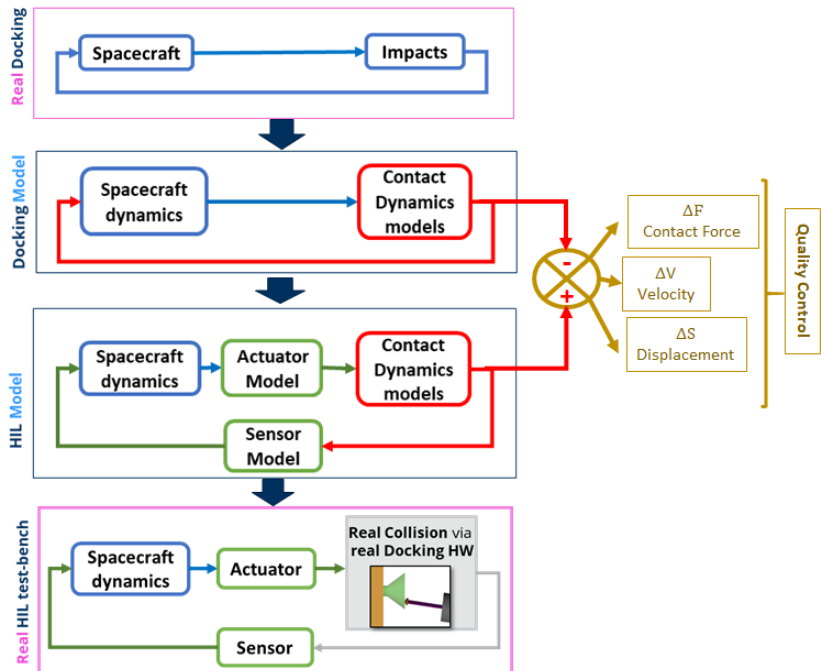 Real Docking
Spacecraft
Impacts
Docking Model
Spacecraft
dynamics
Contact
Dynamics
models
-
+
ΔF
Contact Force
ΔV
Velocity
ΔS
Displacement
Quality Control
HIL Model
Spacecraft
dynamics
Actuator
Model
Contact
Dynamics
models
Sensor
Model
Real HIL test-bench
Spacecraft
dynamics
Actuator
Real Collision via
real Docking HW
Sensor